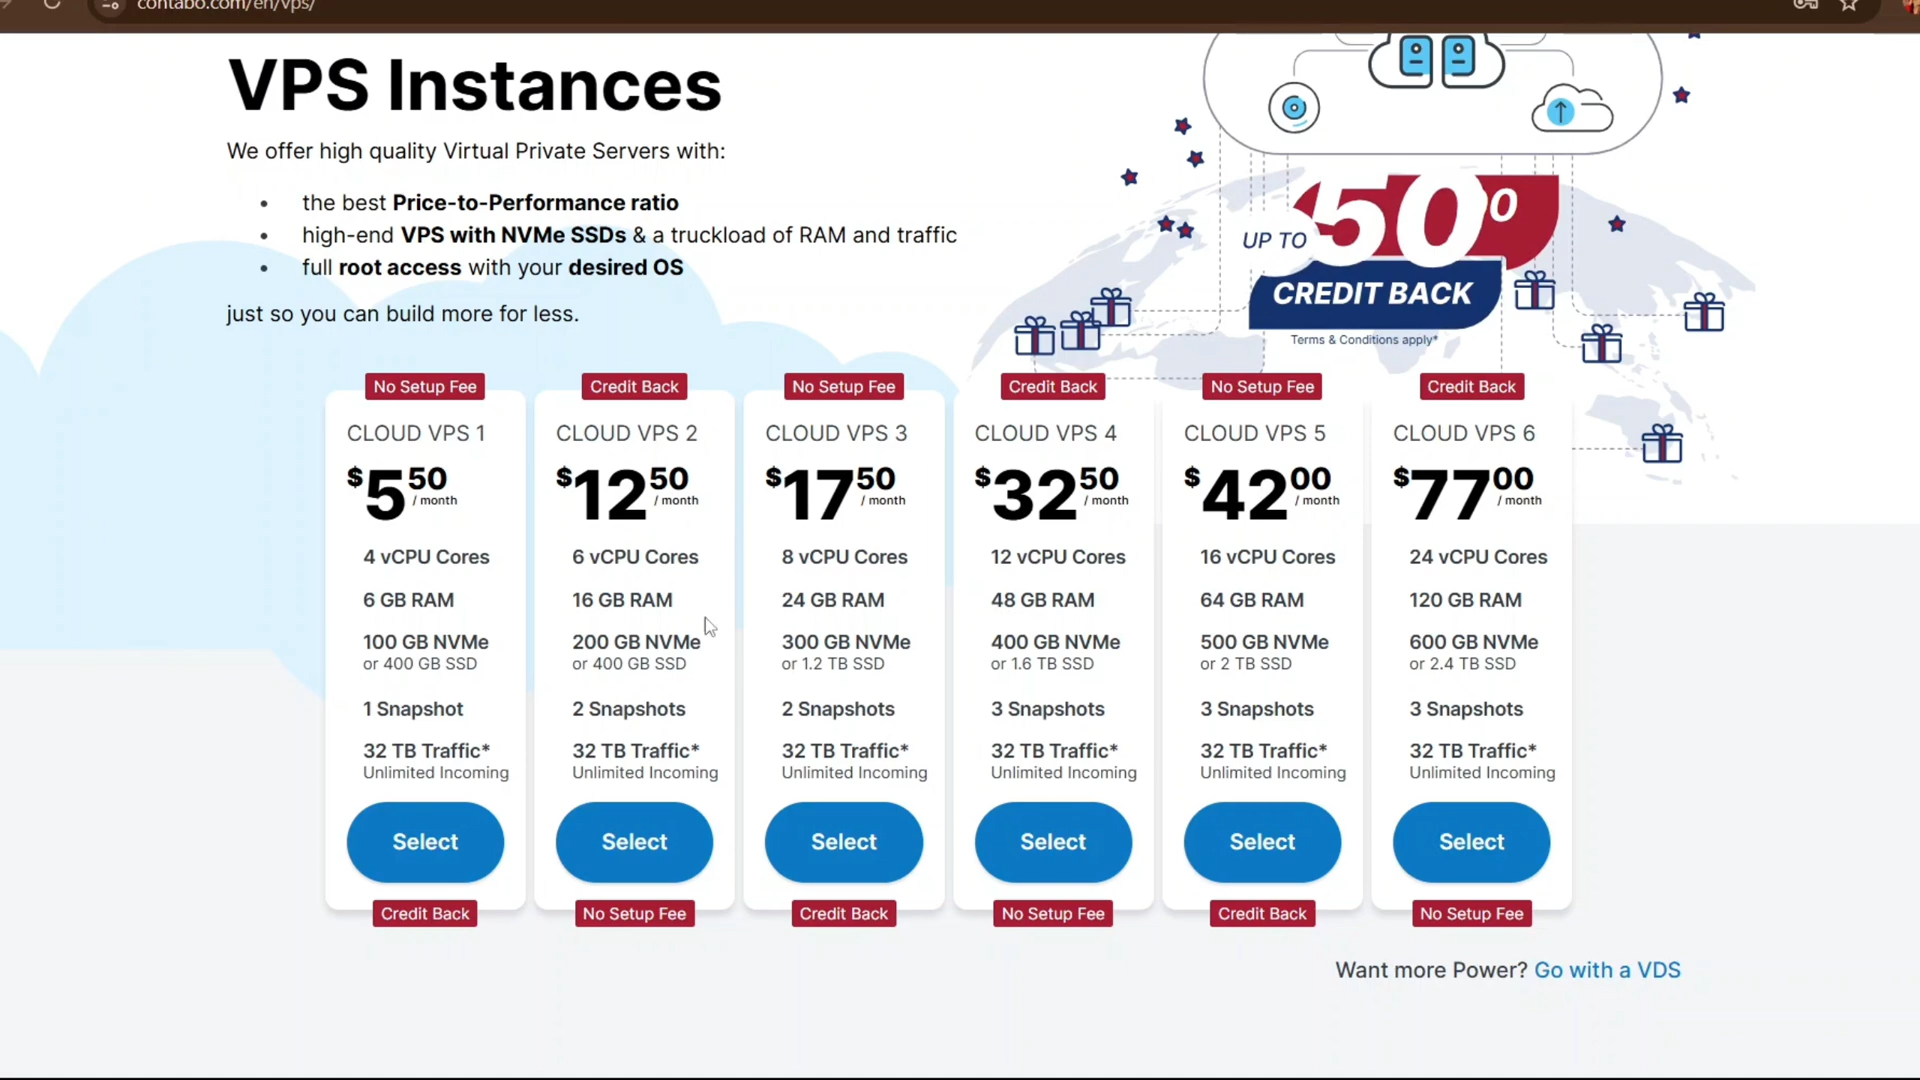 contabo.com/en/vps/
VPS Instances
We offer high quality Virtual Private Servers with:
• the best Price-to-Performance ratio
• high-end VPS with NVMe SSDs & a truckload of RAM and traffic
• full root access with your desired OS
just so you can build more for less.
UP TO 50%
CREDIT BACK
Terms & Conditions apply*
No Setup Fee
CLOUD VPS 1
$5 50 / month
4 vCPU Cores
6 GB RAM
100 GB NVMe
or 400 GB SSD
1 Snapshot
32 TB Traffic*
Unlimited Incoming
Select
Credit Back
Credit Back
CLOUD VPS 2
$12 50 / month
6 vCPU Cores
16 GB RAM
200 GB NVMe
or 400 GB SSD
2 Snapshots
32 TB Traffic*
Unlimited Incoming
Select
No Setup Fee
No Setup Fee
CLOUD VPS 3
$17 50 / month
8 vCPU Cores
24 GB RAM
300 GB NVMe
or 1.2 TB SSD
2 Snapshots
32 TB Traffic*
Unlimited Incoming
Select
Credit Back
Credit Back
CLOUD VPS 4
$32 50 / month
12 vCPU Cores
48 GB RAM
400 GB NVMe
or 1.6 TB SSD
3 Snapshots
32 TB Traffic*
Unlimited Incoming
Select
No Setup Fee
No Setup Fee
CLOUD VPS 5
$42 00 / month
16 vCPU Cores
64 GB RAM
500 GB NVMe
or 2 TB SSD
3 Snapshots
32 TB Traffic*
Unlimited Incoming
Select
Credit Back
Credit Back
CLOUD VPS 6
$77 00 / month
24 vCPU Cores
120 GB RAM
600 GB NVMe
or 2.4 TB SSD
3 Snapshots
32 TB Traffic*
Unlimited Incoming
Select
No Setup Fee
Want more Power? Go with a VDS